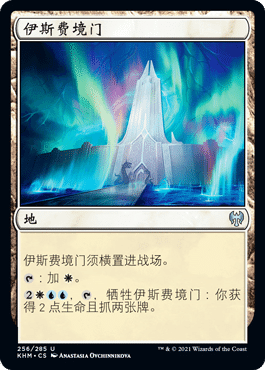 伊斯费境门
地
伊斯费境门须横置进战场。
：加。
2，，牺牲伊斯费境门：你获
得2点生命且抓两张牌。
256/285 U
KHM • CS ANASTASIA OVCHINNIKOVA
™ & © 2021 Wizards of the Coast